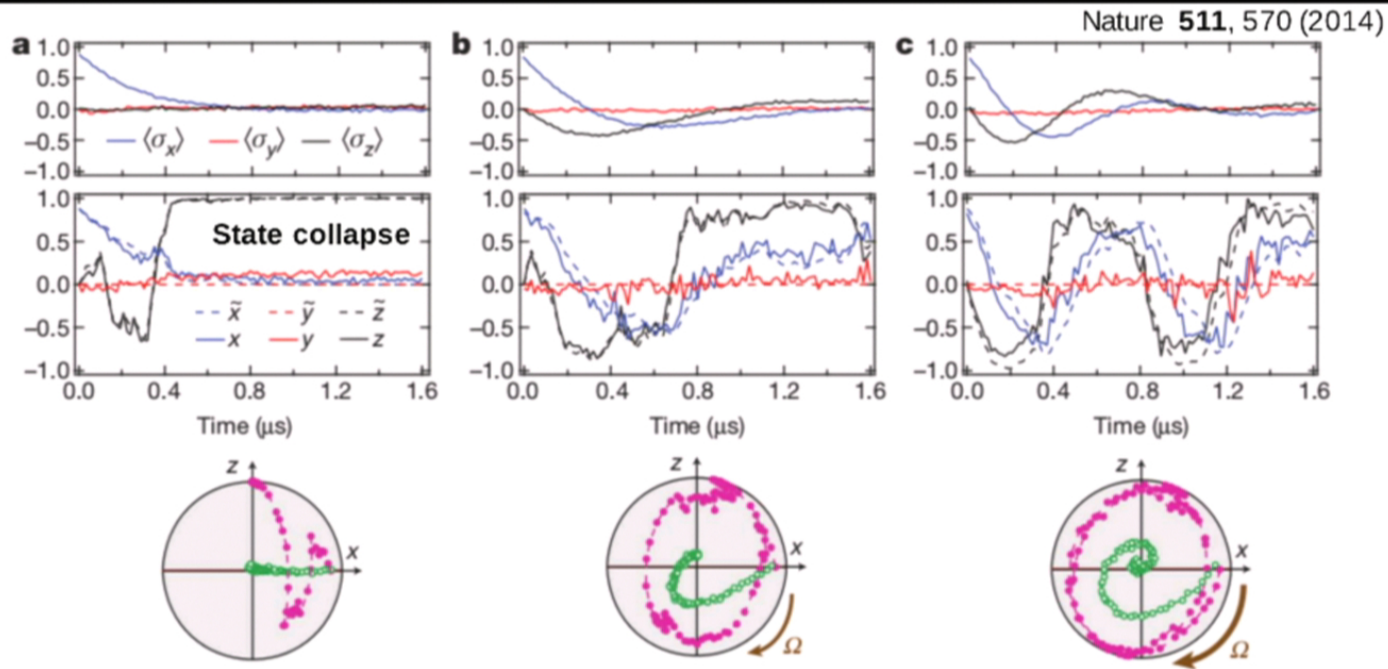 Nature 511, 570 (2014)
a
1.0
0.5
0.0
−0.5
−1.0
⟨σx⟩ ⟨σy⟩ ⟨σz⟩
1.0
0.5
0.0
−0.5
−1.0
State collapse
x̃ ỹ z̃
x y z
0.0 0.4 0.8 1.2 1.6
Time (μs)
z
x
b
1.0
0.5
0.0
−0.5
−1.0
1.0
0.5
0.0
−0.5
−1.0
0.0 0.4 0.8 1.2 1.6
Time (μs)
z
x
Ω
c
1.0
0.5
0.0
−0.5
−1.0
1.0
0.5
0.0
−0.5
−1.0
0.0 0.4 0.8 1.2 1.6
Time (μs)
z
x
Ω